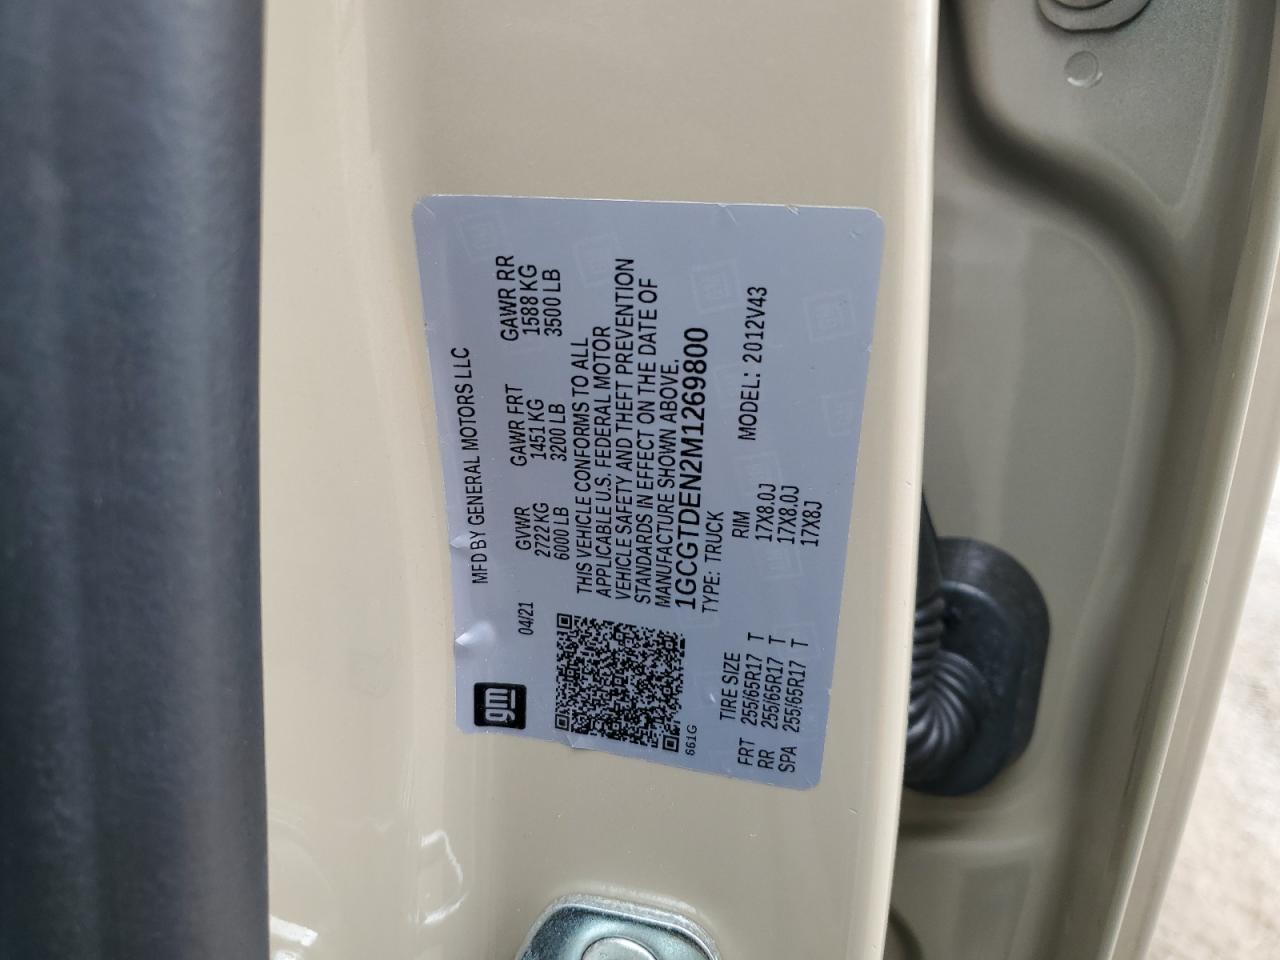 gm
MFD BY GENERAL MOTORS LLC
04/21
GVWR GAWR FRT GAWR RR
2722 KG 1451 KG 1588 KG
6000 LB 3200 LB 3500 LB
THIS VEHICLE CONFORMS TO ALL
APPLICABLE U.S. FEDERAL MOTOR
VEHICLE SAFETY AND THEFT PREVENTION
STANDARDS IN EFFECT ON THE DATE OF
MANUFACTURE SHOWN ABOVE.
1GCGTDEN2M1269800
661G
TYPE: TRUCK
MODEL: 2012V43
TIRE SIZE RIM
FRT 255/65R17 T 17X8.0J
RR 255/65R17 T 17X8.0J
SPA 255/65R17 T 17X8J